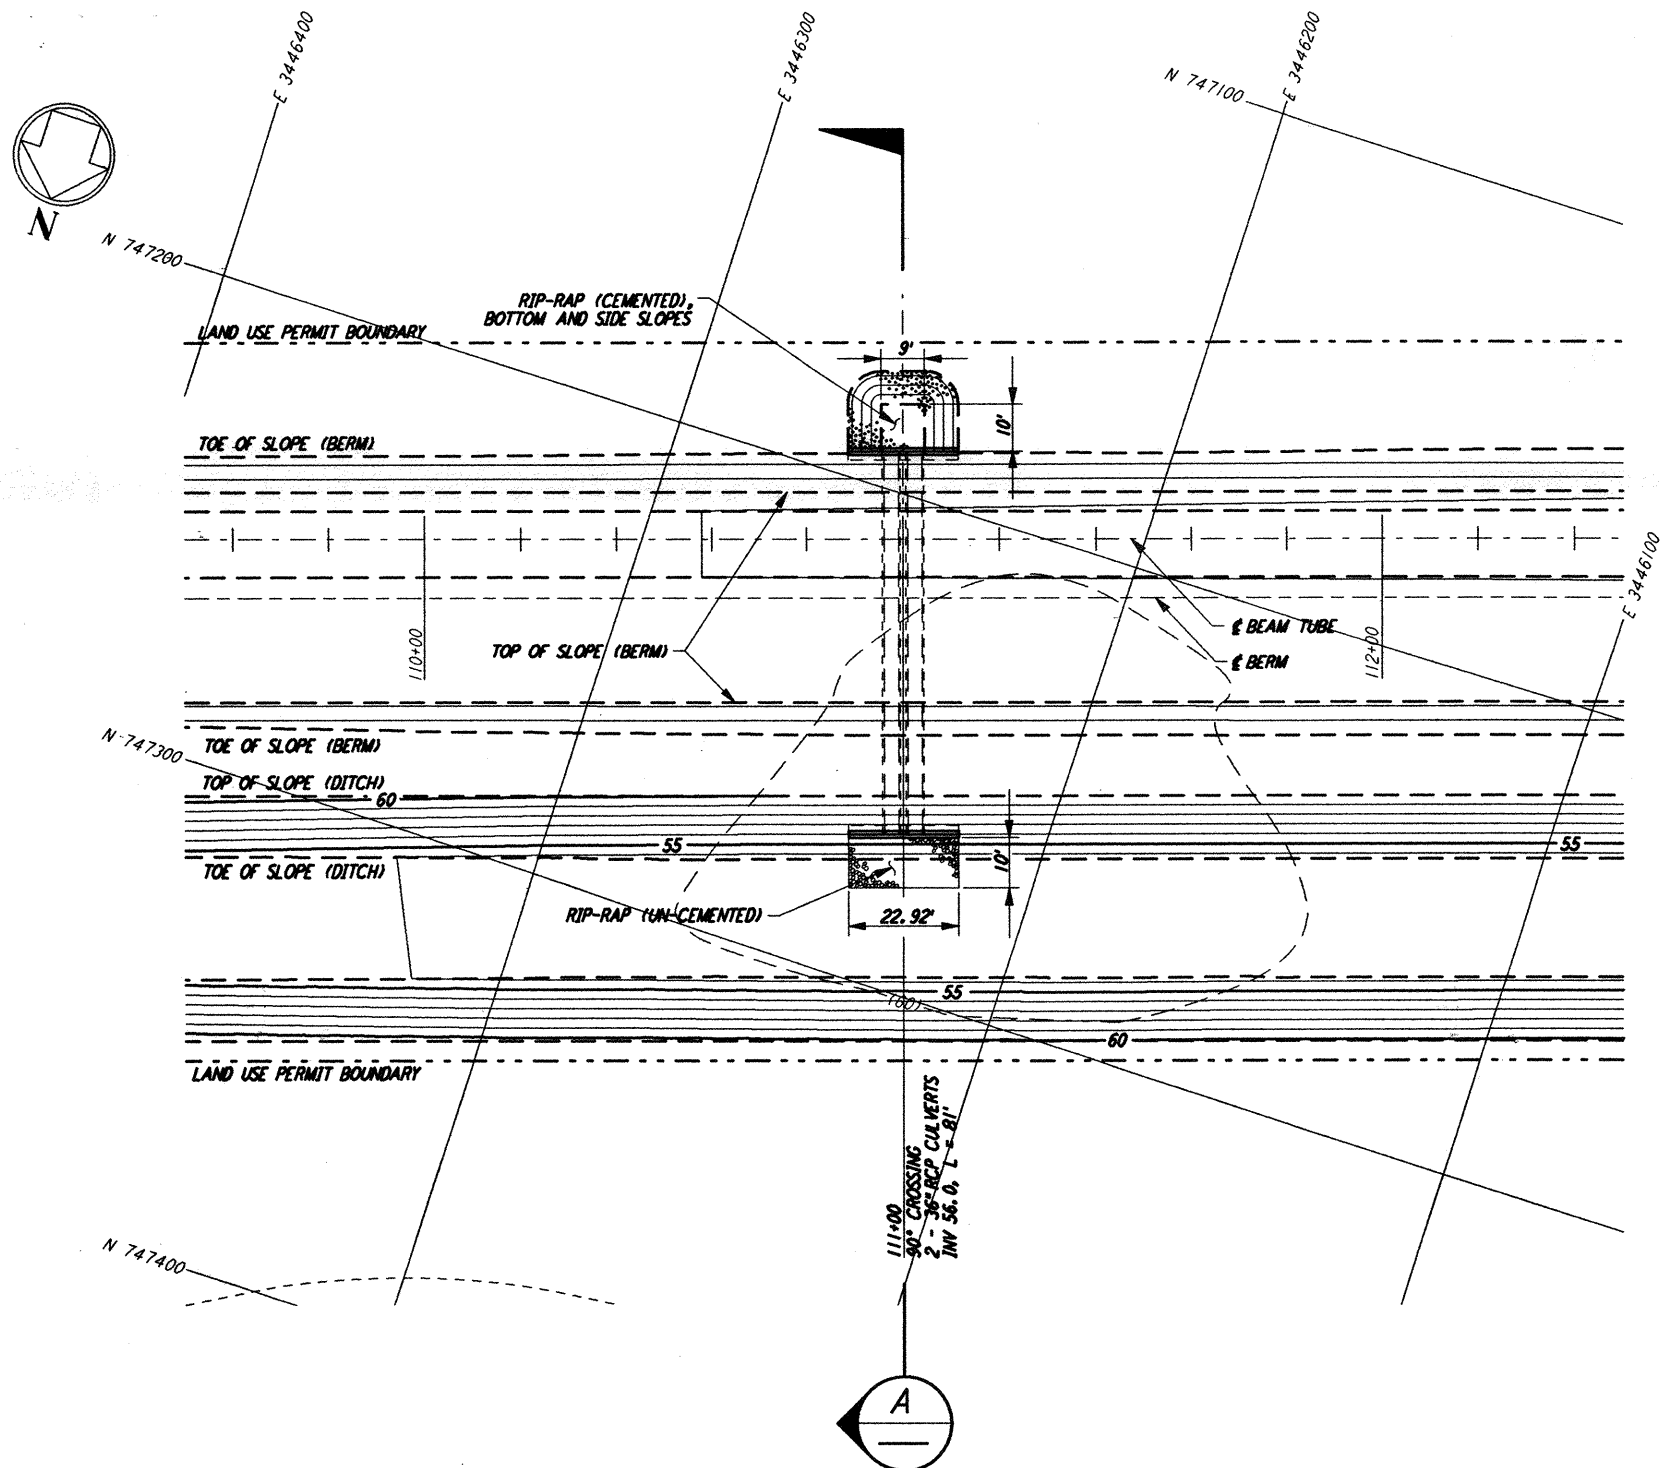 E 3446400
E 3446300
E 3446200
N 747100
N
N 747200
RIP-RAP (CEMENTED),
BOTTOM AND SIDE SLOPES
LAND USE PERMIT BOUNDARY
9'
10'
TOE OF SLOPE (BERM)
E 3446100
110+00
TOP OF SLOPE (BERM)
℄ BEAM TUBE
℄ BERM
112+00
N 747300
TOE OF SLOPE (BERM)
TOP OF SLOPE (DITCH)
60
55
55
TOE OF SLOPE (DITCH)
10'
RIP-RAP (UN-CEMENTED)
22.92'
55
(60)
60
LAND USE PERMIT BOUNDARY
111+00
90° CROSSING
2 - 36" RCP CULVERTS
INV 56.0, L = 81'
N 747400
A